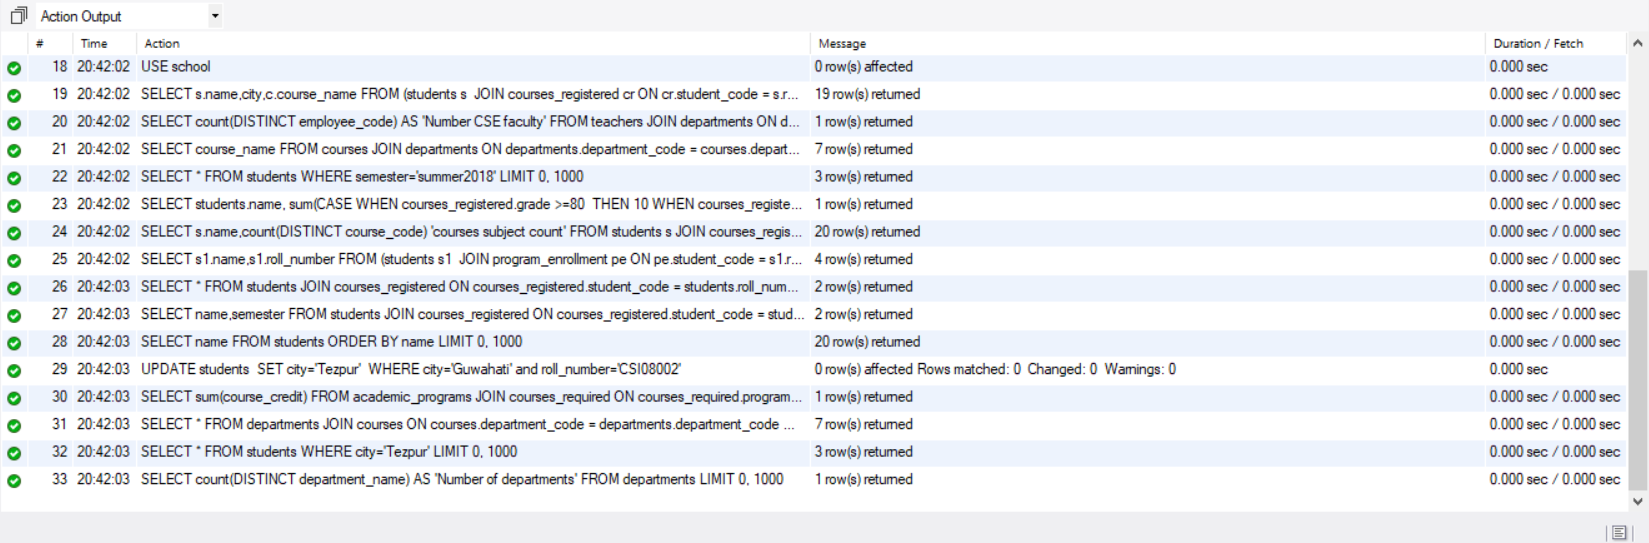 Action Output
# Time Action Message Duration / Fetch
18 20:42:02 USE school 0 row(s) affected 0.000 sec
19 20:42:02 SELECT s.name,city,c.course_name FROM (students s  JOIN courses_registered cr ON cr.student_code = s.r... 19 row(s) returned 0.000 sec / 0.000 sec
20 20:42:02 SELECT count(DISTINCT employee_code) AS 'Number CSE faculty' FROM teachers JOIN departments ON d... 1 row(s) returned 0.000 sec / 0.000 sec
21 20:42:02 SELECT course_name FROM courses JOIN departments ON departments.department_code = courses.depart... 7 row(s) returned 0.000 sec / 0.000 sec
22 20:42:02 SELECT * FROM students WHERE semester='summer2018' LIMIT 0, 1000 3 row(s) returned 0.000 sec / 0.000 sec
23 20:42:02 SELECT students.name, sum(CASE WHEN courses_registered.grade >=80  THEN 10 WHEN courses_registe... 1 row(s) returned 0.000 sec / 0.000 sec
24 20:42:02 SELECT s.name,count(DISTINCT course_code) 'courses subject count' FROM students s JOIN courses_regis... 20 row(s) returned 0.000 sec / 0.000 sec
25 20:42:02 SELECT s1.name,s1.roll_number FROM (students s1  JOIN program_enrollment pe ON pe.student_code = s1.r... 4 row(s) returned 0.000 sec / 0.000 sec
26 20:42:03 SELECT * FROM students JOIN courses_registered ON courses_registered.student_code = students.roll_num... 2 row(s) returned 0.000 sec / 0.000 sec
27 20:42:03 SELECT name,semester FROM students JOIN courses_registered ON courses_registered.student_code = stud... 2 row(s) returned 0.000 sec / 0.000 sec
28 20:42:03 SELECT name FROM students ORDER BY name LIMIT 0, 1000 20 row(s) returned 0.000 sec / 0.000 sec
29 20:42:03 UPDATE students  SET city='Tezpur'  WHERE city='Guwahati' and roll_number='CSI08002' 0 row(s) affected Rows matched: 0  Changed: 0  Warnings: 0 0.000 sec
30 20:42:03 SELECT sum(course_credit) FROM academic_programs JOIN courses_required ON courses_required.program... 1 row(s) returned 0.000 sec / 0.000 sec
31 20:42:03 SELECT * FROM departments JOIN courses ON courses.department_code = departments.department_code ... 7 row(s) returned 0.000 sec / 0.000 sec
32 20:42:03 SELECT * FROM students WHERE city='Tezpur' LIMIT 0, 1000 3 row(s) returned 0.000 sec / 0.000 sec
33 20:42:03 SELECT count(DISTINCT department_name) AS 'Number of departments' FROM departments LIMIT 0, 1000 1 row(s) returned 0.000 sec / 0.000 sec